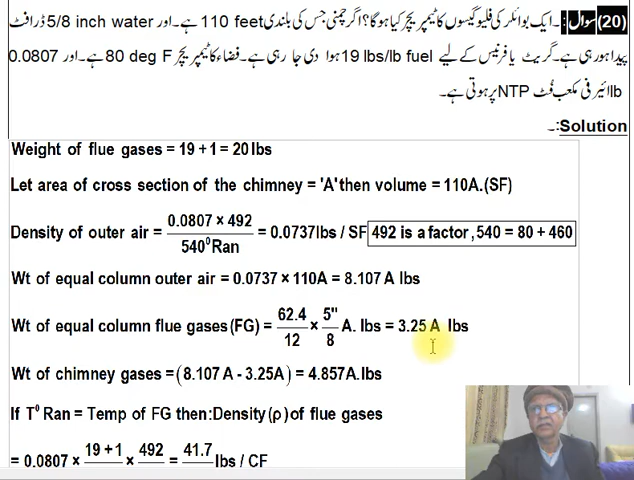 (20) سوال:۔ ایک بوائلر کی فلیو گیسوں کا ٹمپریچر کیا ہوگا؟ اگر چمنی جس کی بلندی 110 feet ہے۔ اور 5/8 inch water ڈرافٹ
پیدا ہو رہی ہے۔ گریٹ یا فرنیس کے لیے 19 lbs/lb fuel ہوا دی جا رہی ہے۔ فضاء کا ٹمپریچر 80 deg F ہے۔ اور 0.0807
lb ائیر فی مکعب فُٹ NTP پر ہوتی ہے۔
Solution:۔
Weight of flue gases = 19 + 1 = 20 lbs
Let area of cross section of the chimney = 'A' then volume = 110A.(SF)
Density of outer air = 0.0807 × 492 / 540⁰ Ran = 0.0737lbs / SF 492 is a factor, 540 = 80 + 460
Wt of equal column outer air = 0.0737 × 110A = 8.107 A lbs
Wt of equal column flue gases (FG) = 62.4 / 12 × 5" / 8 A. lbs = 3.25 A lbs
Wt of chimney gases = (8.107 A - 3.25A) = 4.857A.lbs
If T⁰ Ran = Temp of FG then:Density (ρ) of flue gases
= 0.0807 × 19 + 1 / × 492 / = 41.7 / lbs / CF